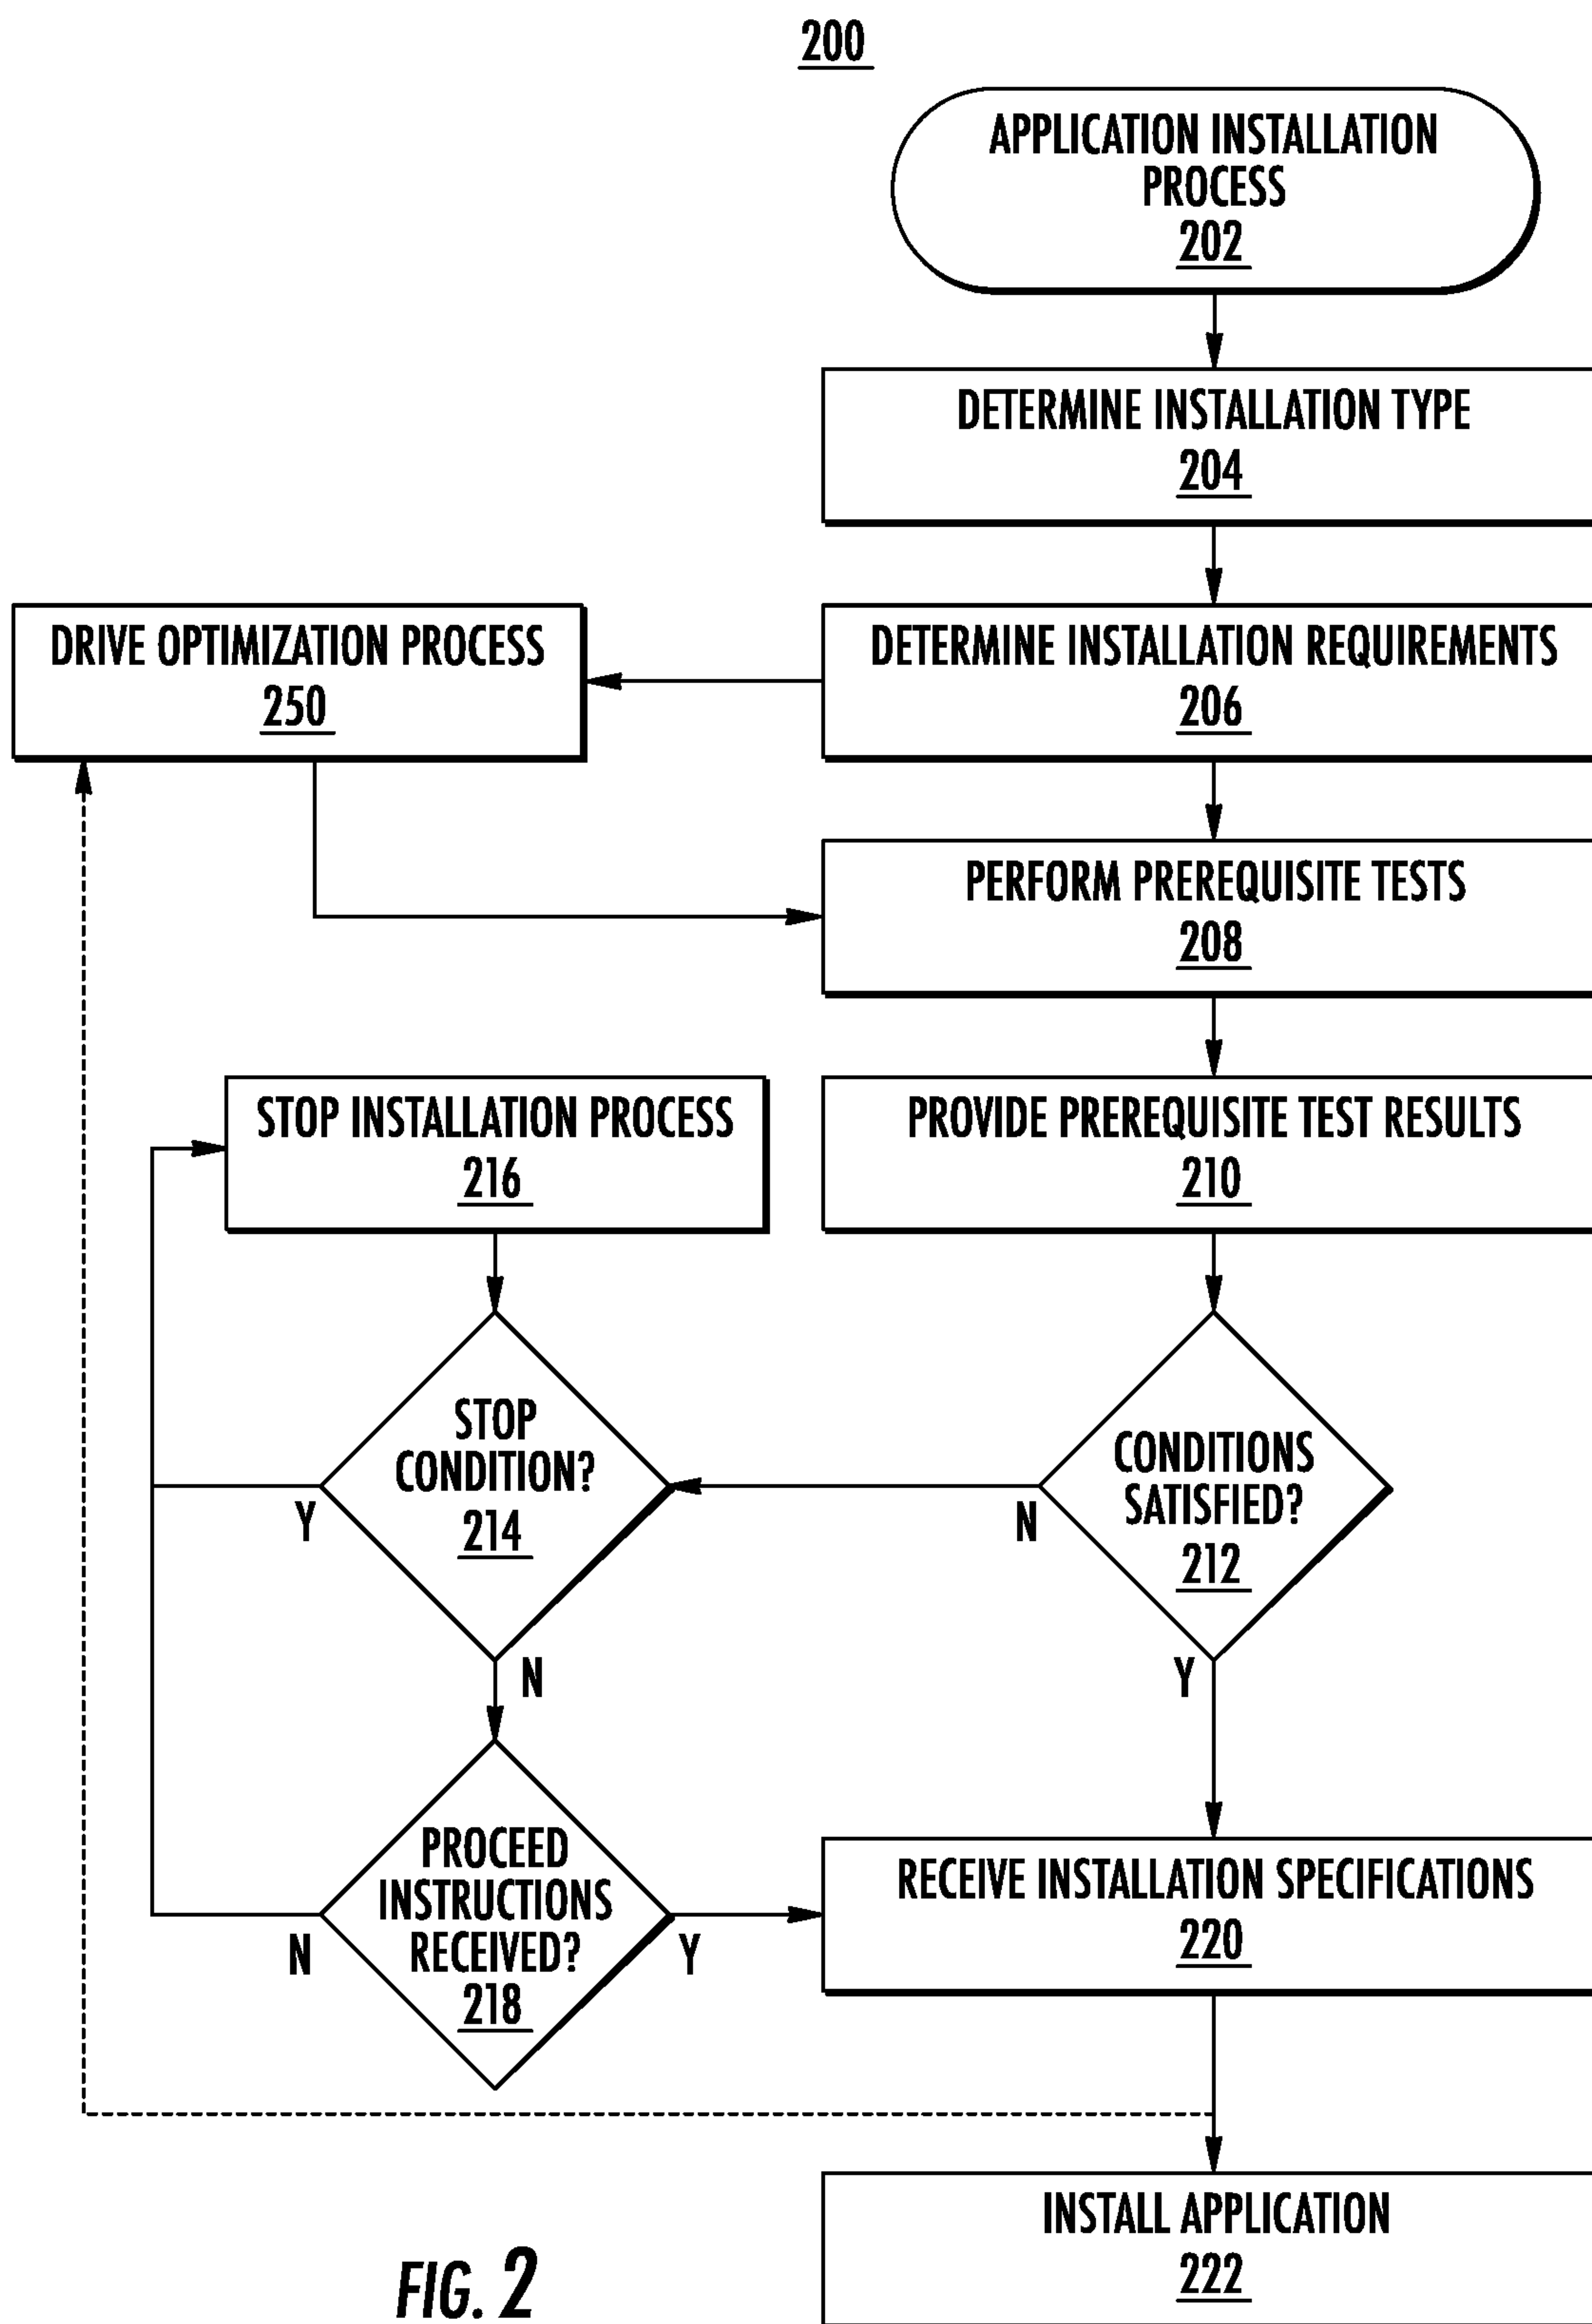 200
APPLICATION INSTALLATION
PROCESS
202
DETERMINE INSTALLATION TYPE
204
DRIVE OPTIMIZATION PROCESS
250
DETERMINE INSTALLATION REQUIREMENTS
206
PERFORM PREREQUISITE TESTS
208
STOP INSTALLATION PROCESS
216
PROVIDE PREREQUISITE TEST RESULTS
210
STOP
CONDITION?
214
Y
N
CONDITIONS
SATISFIED?
212
N
Y
PROCEED
INSTRUCTIONS
RECEIVED?
218
N
Y
RECEIVE INSTALLATION SPECIFICATIONS
220
INSTALL APPLICATION
222
FIG. 2